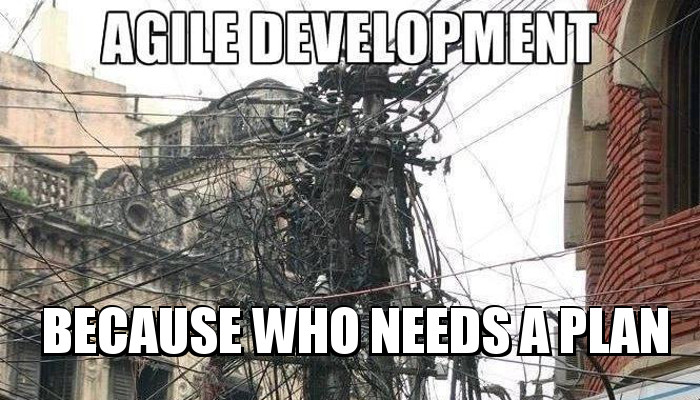 AGILE DEVELOPMENT
BECAUSE WHO NEEDS A PLAN